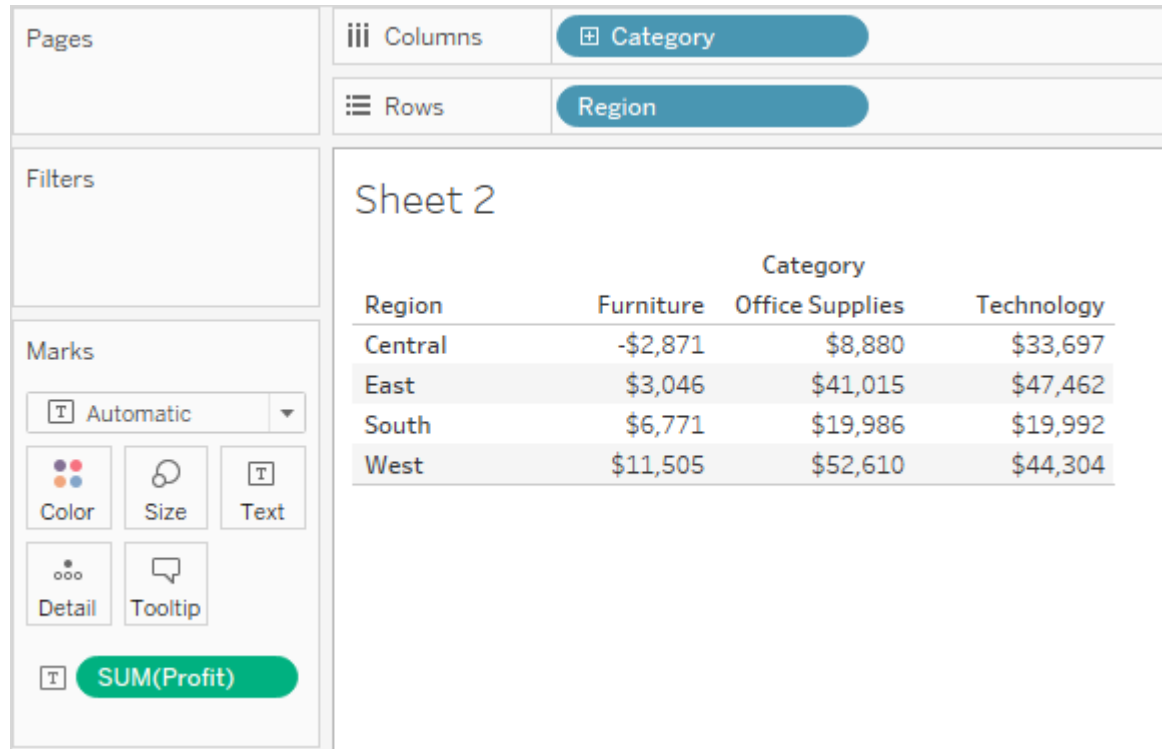 Pages
Columns
Category
Rows
Region
Filters
Marks
T Automatic
Color Size T Text
Detail Tooltip
T SUM(Profit)
Sheet 2
Category
Region Furniture Office Supplies Technology
Central -$2,871 $8,880 $33,697
East $3,046 $41,015 $47,462
South $6,771 $19,986 $19,992
West $11,505 $52,610 $44,304